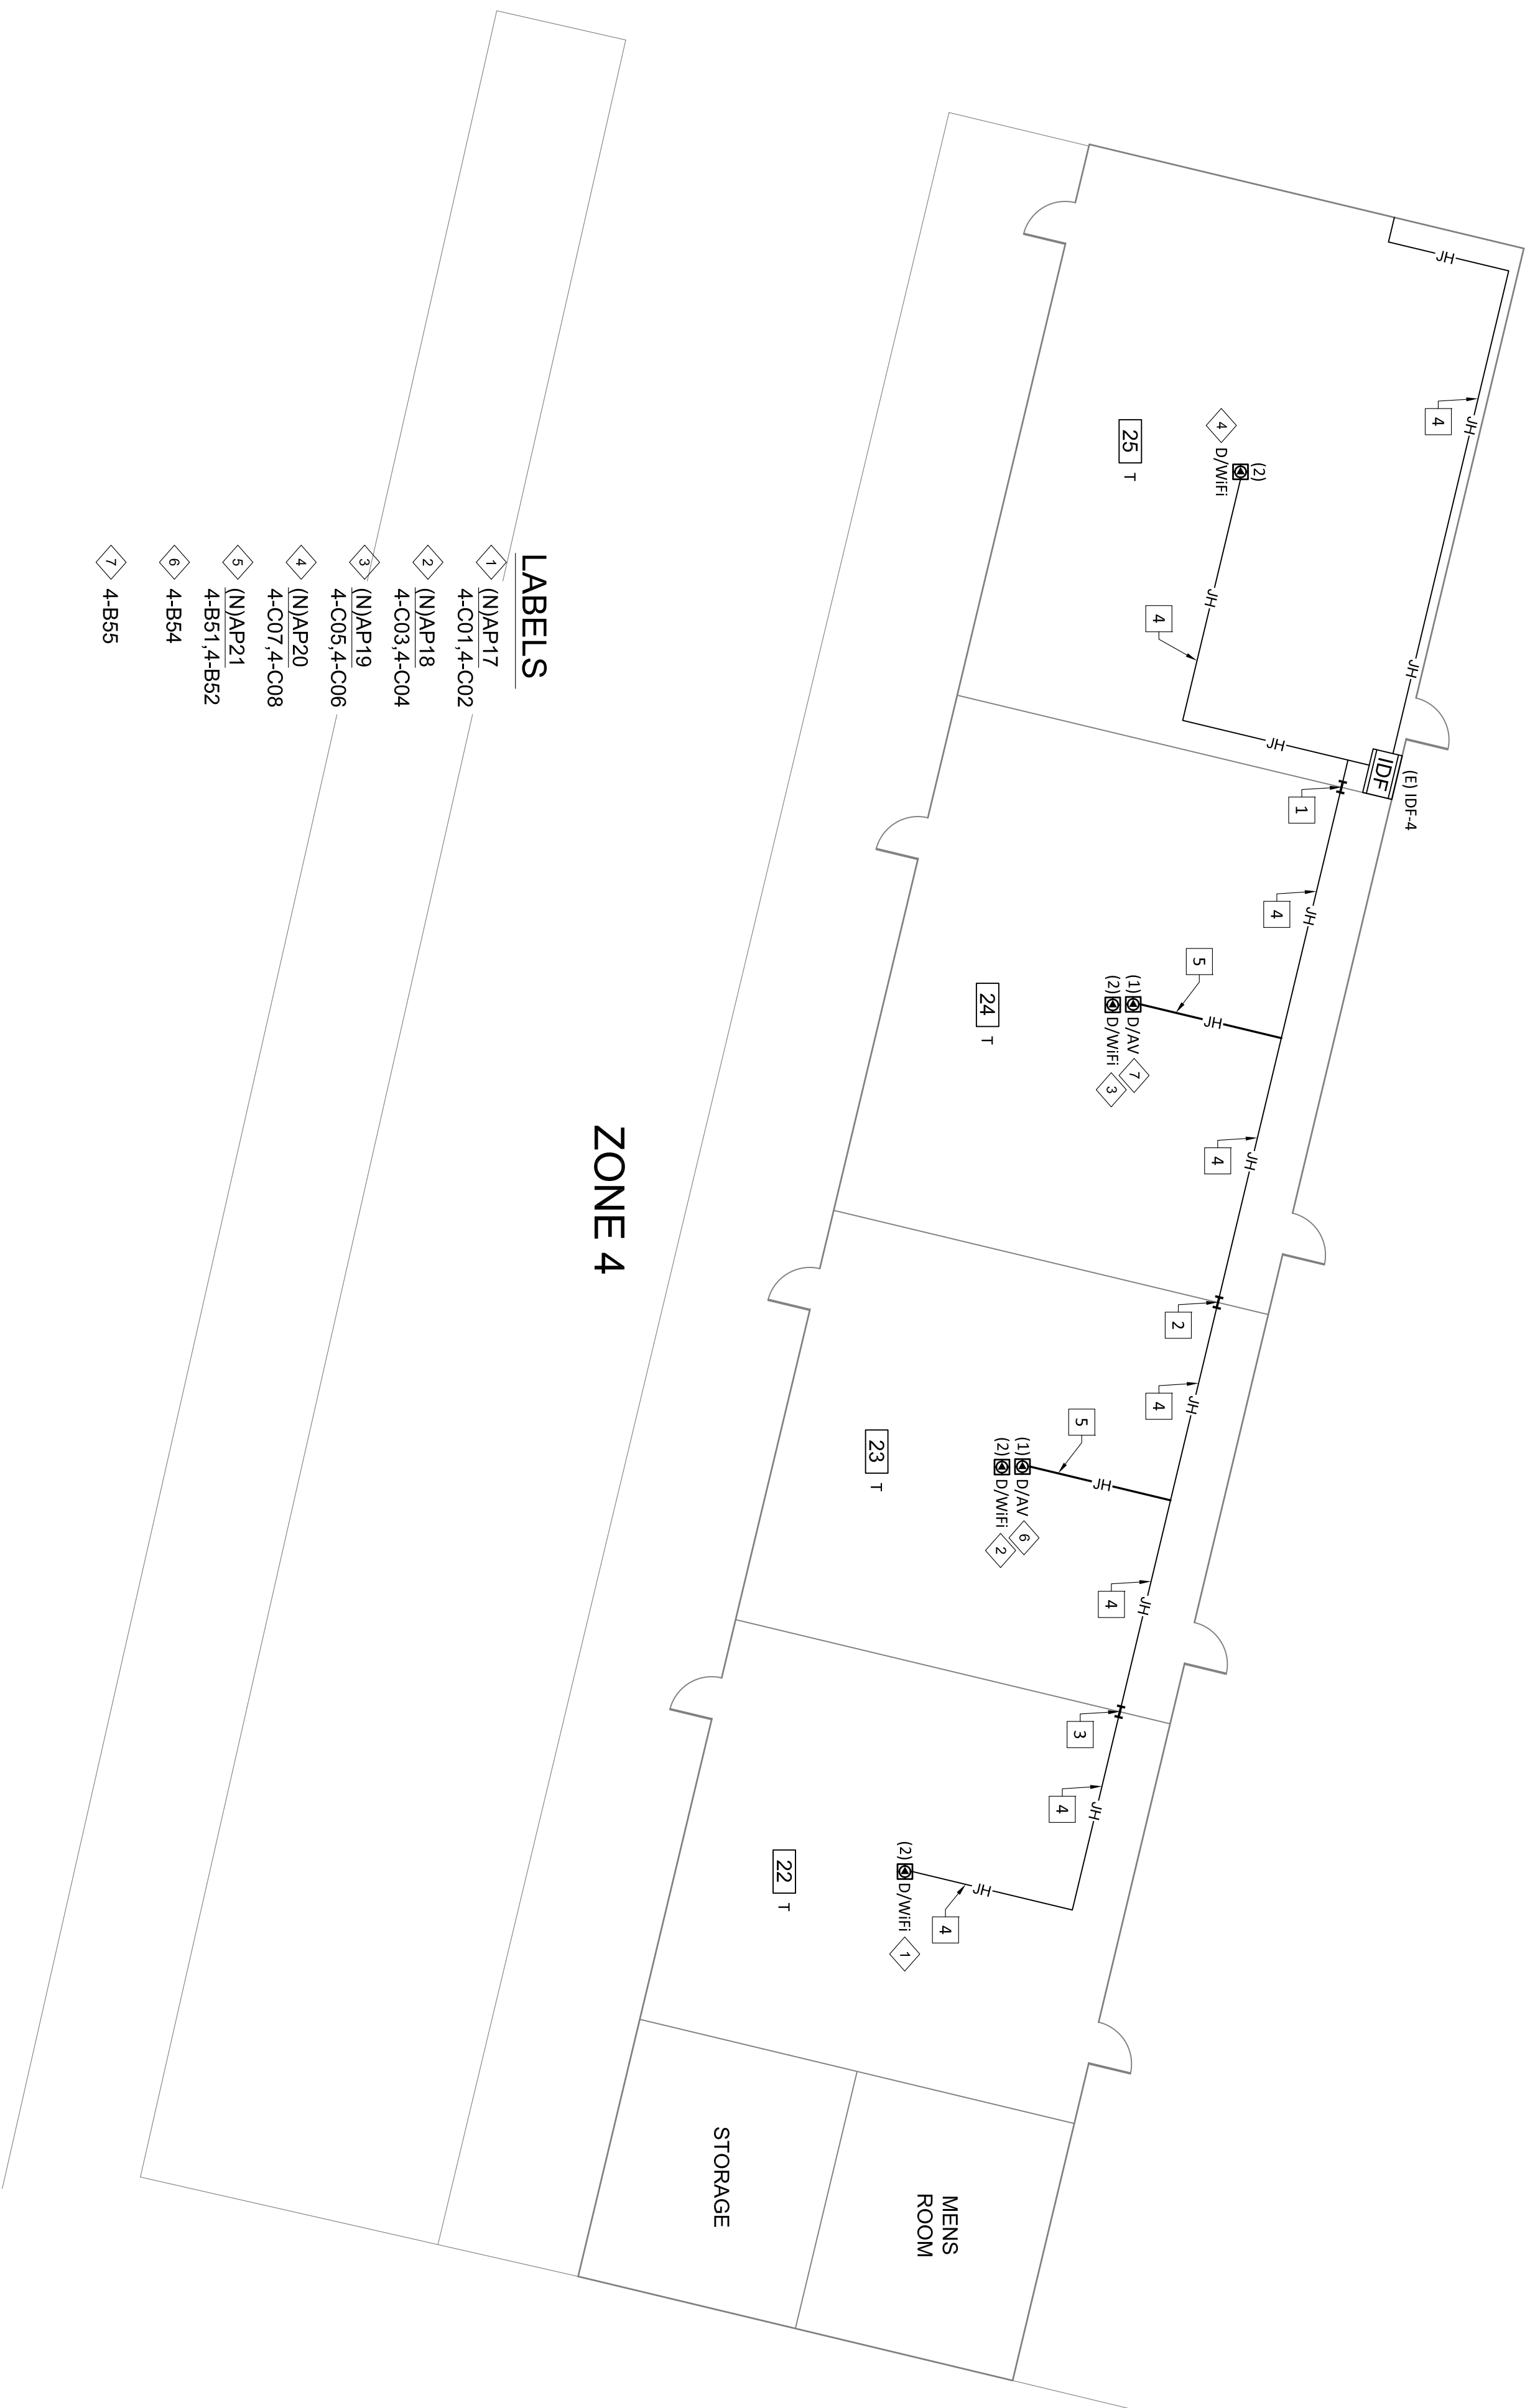 JH
4
JH
JH
(E) IDF-4
IDF
4
D/WiFi
(2)
25
T
JH
4
JH
1
4
JH
5
JH
(1) D/AV 7
(2) D/WiFi 3
24
T
4
JH
2
4
JH
5
JH
(1) D/AV 6
(2) D/WiFi 2
23
T
4
JH
3
4
JH
JH
4
(2) D/WiFi 1
22
T
MENS
ROOM
STORAGE
ZONE 4
LABELS
1 (N)AP17
4-C01,4-C02
2 (N)AP18
4-C03,4-C04
3 (N)AP19
4-C05,4-C06
4 (N)AP20
4-C07,4-C08
5 (N)AP21
4-B51,4-B52
6 4-B54
7 4-B55